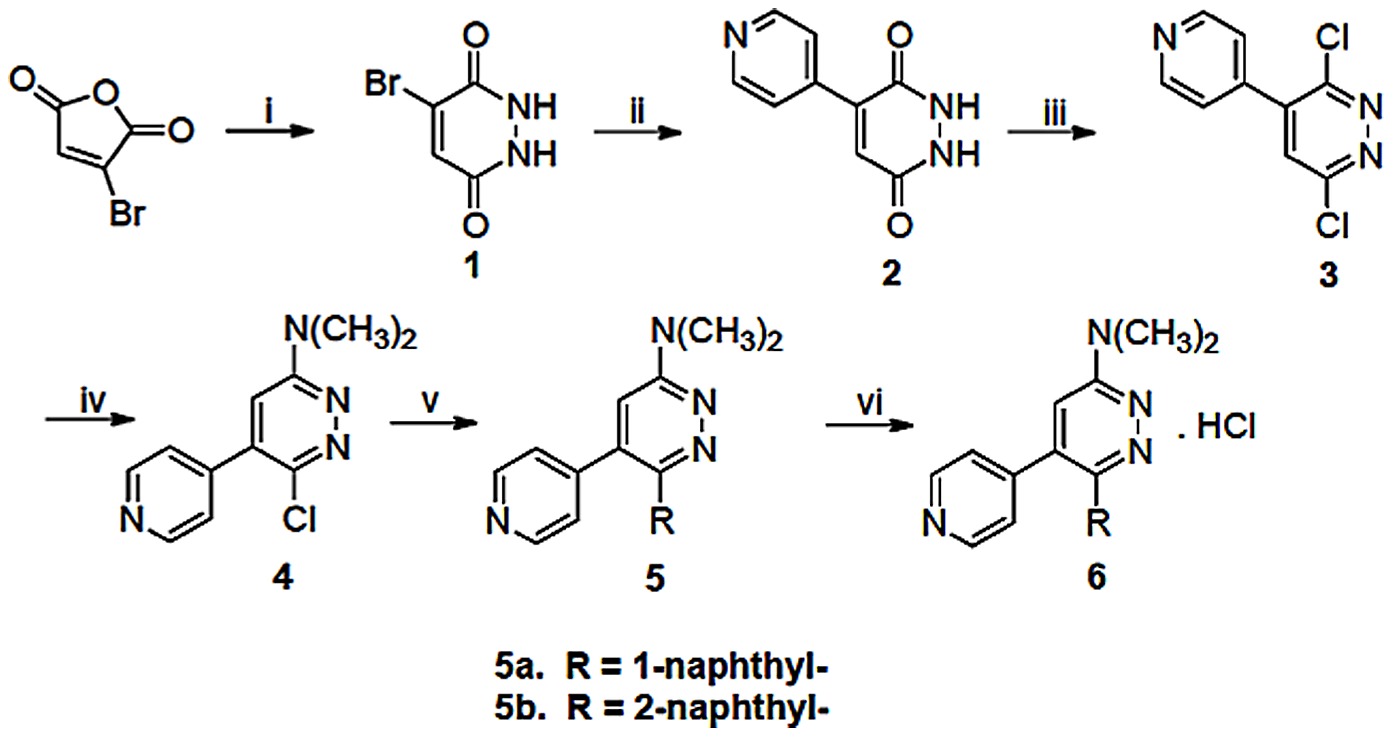 O
O
O
Br
i
O
Br
NH
NH
O
1
ii
N
O
NH
NH
O
2
iii
N
Cl
N
N
Cl
3
iv
N(CH3)2
N
N
N
Cl
4
v
N(CH3)2
N
N
N
R
5
vi
N(CH3)2
N
N
. HCl
N
R
6
5a. R = 1-naphthyl-
5b. R = 2-naphthyl-